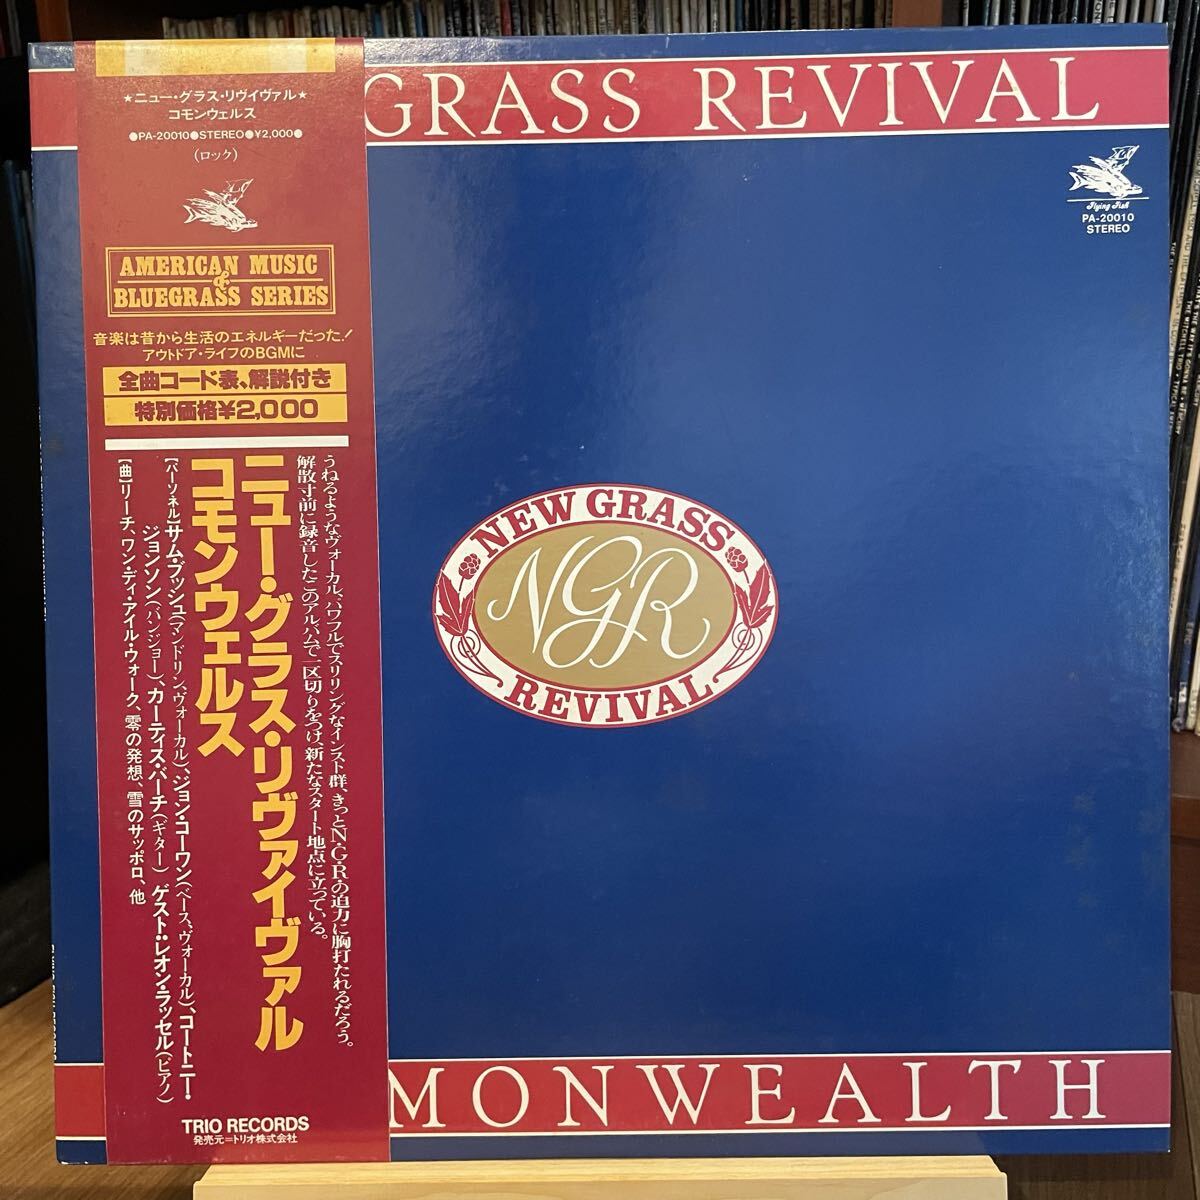 ★ニュー・グラス・リヴイヴァル★
コモンウェルス
●PA-20010●STEREO●¥2,000●
(ロック)
AMERICAN MUSIC
&
BLUEGRASS SERIES
音楽は昔から生活のエネルギーだった!
アウトドア・ライフのBGMに
全曲コード表、解説付き
特別価格¥2,000
うねるようなヴォーカル、パワフルでスリリングなインスト群、きっとN・G・Rの迫力に胸打たれるだろう。
解散寸前に録音したこのアルバムで一区切りをつけ、新たなスタート地点に立っている。
ニュー・グラス・リヴァイヴァル
コモンウェルス
[パーソネル]サム・ブッシュ(マンドリン、ヴォーカル)、ジョン・コーワン(ベース、ヴォーカル)、コートニー・
ジョンソン(バンジョー)、カーティス・バーチ(ギター) ゲスト:レオン・ラッセル(ピアノ)
[曲]リーチ、ワン・ディ・アイル・ウォーク、零の発想、雪のサッポロ、他
TRIO RECORDS
発売元=トリオ株式会社
GRASS REVIVAL
Flying Fish
PA-20010
STEREO
NEW GRASS
NGR
REVIVAL
MONWEALTH